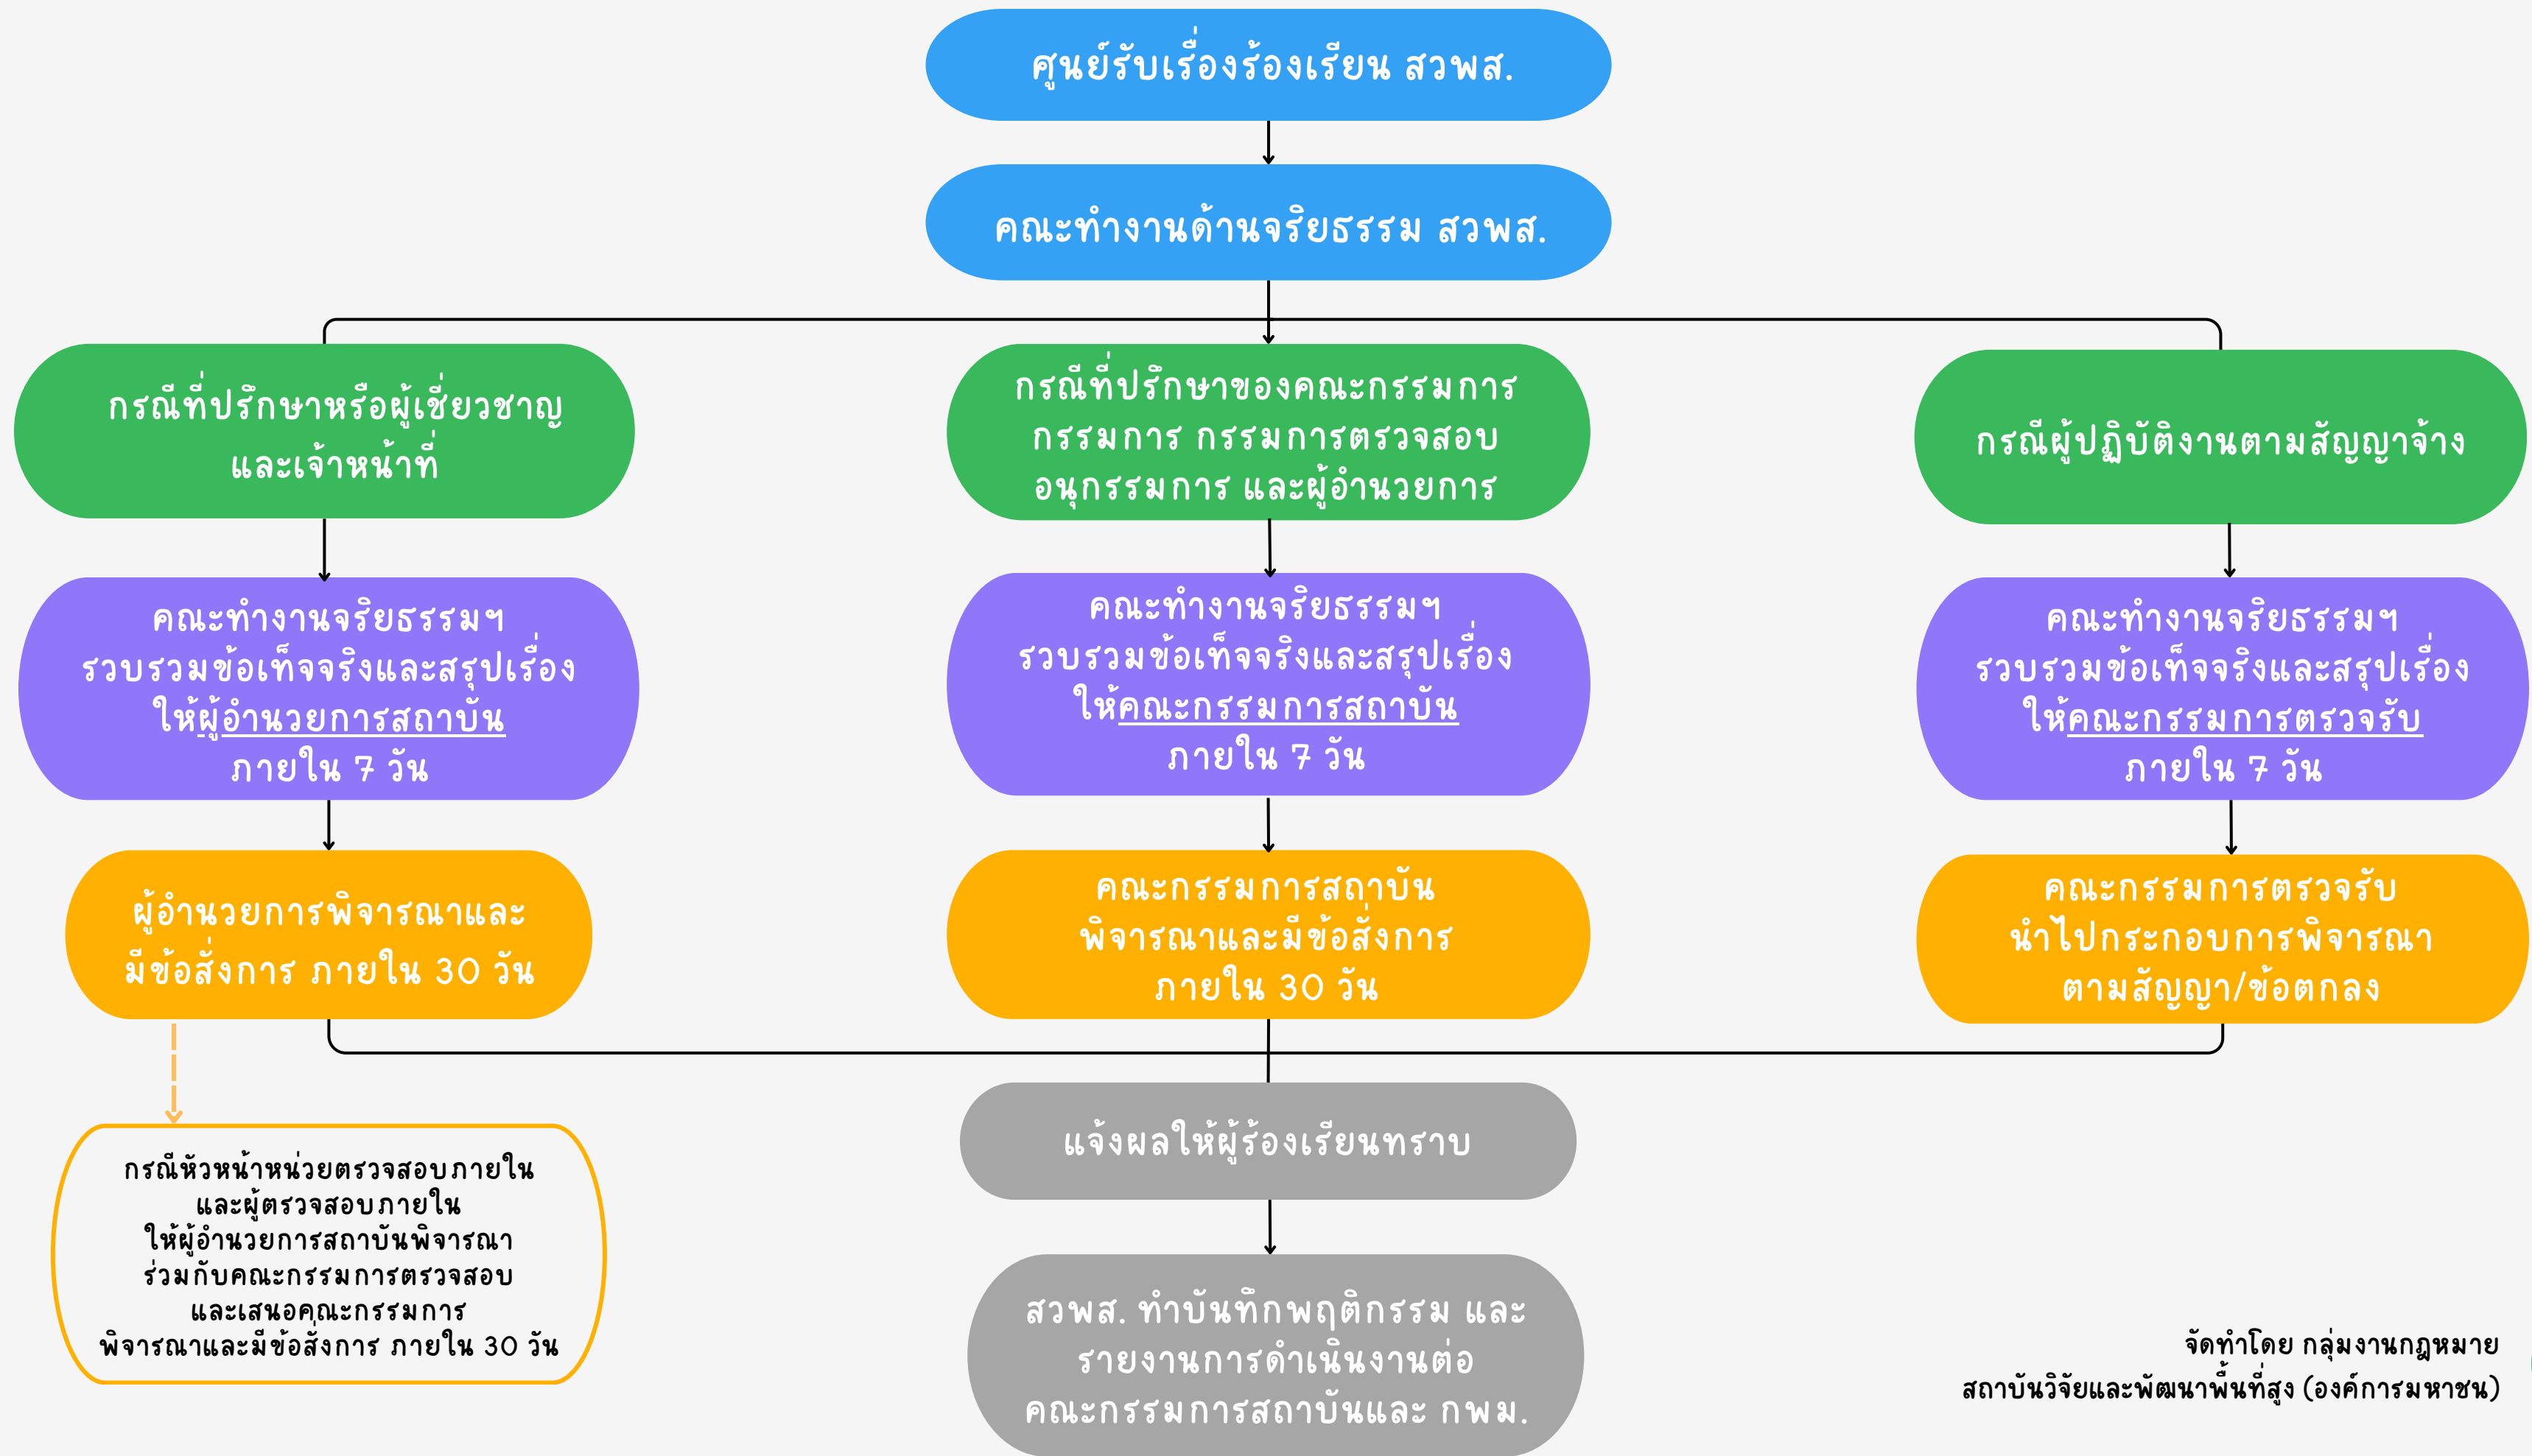 ศูนย์รับเรื่องร้องเรียน สวพส.
คณะทำงานด้านจริยธรรม สวพส.
กรณีที่ปรึกษาหรือผู้เชี่ยวชาญ
และเจ้าหน้าที่
คณะทำงานจริยธรรมฯ
รวบรวมข้อเท็จจริงและสรุปเรื่อง
ให้ผู้อำนวยการสถาบัน
ภายใน 7 วัน
ผู้อำนวยการพิจารณาและ
มีข้อสั่งการ ภายใน 30 วัน
กรณีหัวหน้าหน่วยตรวจสอบภายใน
และผู้ตรวจสอบภายใน
ให้ผู้อำนวยการสถาบันพิจารณา
ร่วมกับคณะกรรมการตรวจสอบ
และเสนอคณะกรรมการ
พิจารณาและมีข้อสั่งการ ภายใน 30 วัน
กรณีที่ปรึกษาของคณะกรรมการ
กรรมการ กรรมการตรวจสอบ
อนุกรรมการ และผู้อำนวยการ
คณะทำงานจริยธรรมฯ
รวบรวมข้อเท็จจริงและสรุปเรื่อง
ให้คณะกรรมการสถาบัน
ภายใน 7 วัน
คณะกรรมการสถาบัน
พิจารณาและมีข้อสั่งการ
ภายใน 30 วัน
กรณีผู้ปฏิบัติงานตามสัญญาจ้าง
คณะทำงานจริยธรรมฯ
รวบรวมข้อเท็จจริงและสรุปเรื่อง
ให้คณะกรรมการตรวจรับ
ภายใน 7 วัน
คณะกรรมการตรวจรับ
นำไปกระกอบการพิจารณา
ตามสัญญา/ข้อตกลง
แจ้งผลให้ผู้ร้องเรียนทราบ
สวพส. ทำบันทึกพฤติกรรม และ
รายงานการดำเนินงานต่อ
คณะกรรมการสถาบันและ กพม.
จัดทำโดย กลุ่มงานกฎหมาย
สถาบันวิจัยและพัฒนาพื้นที่สูง (องค์การมหาชน)